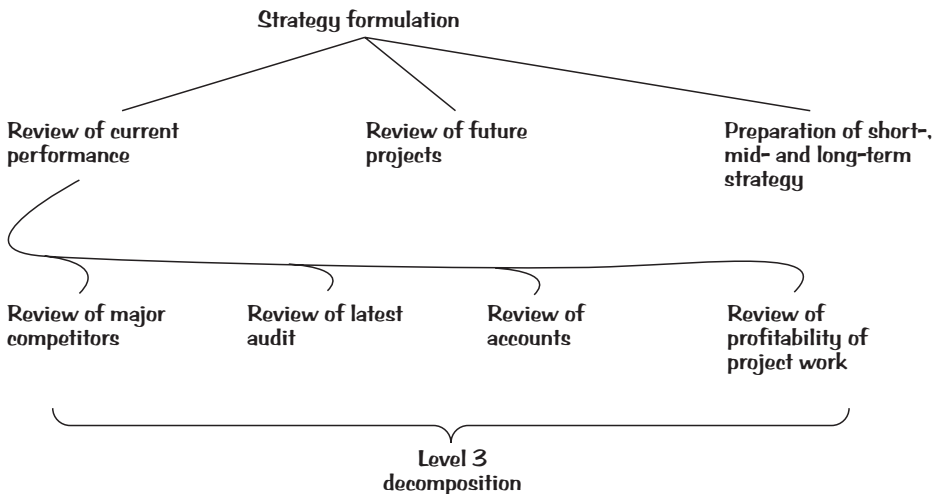 Strategy formulation
Review of current
performance
Review of future
projects
Preparation of short-,
mid- and long-term
strategy
Review of major
competitors
Review of latest
audit
Review of
accounts
Review of
profitability of
project work
Level 3
decomposition